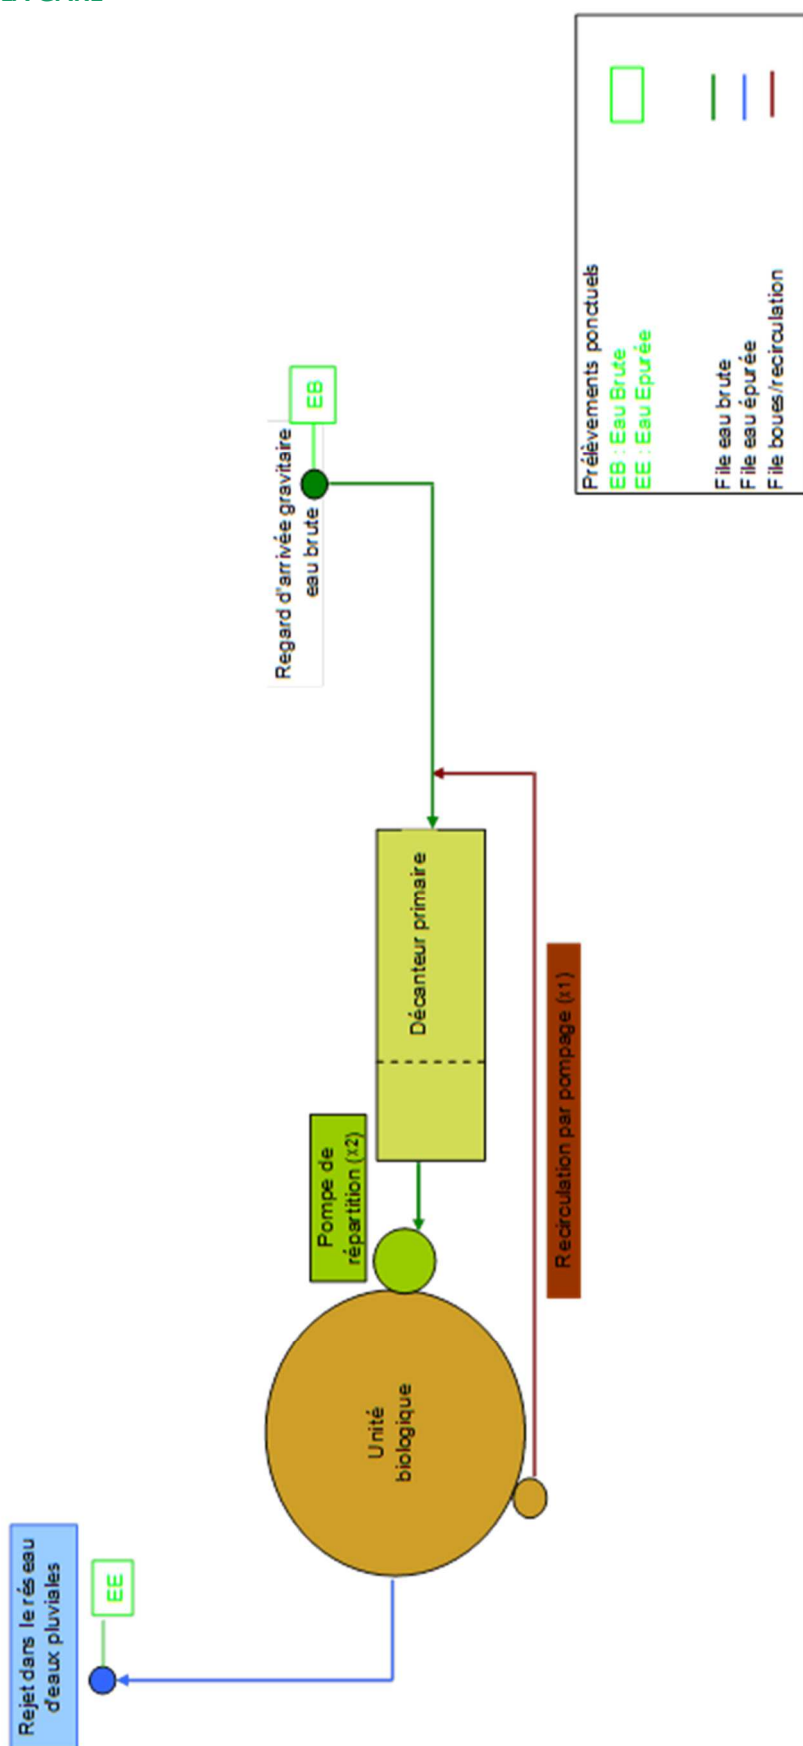 Regard d'arrivée gravitaire
eau brute
EB
Décanteur primaire
Pompe de
répartition (x2)
Unité
biologique
Recirculation par pompage (x1)
Rejet dans le réseau
d'eaux pluviales
EE
Prélèvements ponctuels
EB : Eau Brute
EE : Eau Epurée
File eau brute
File eau épurée
File boues/recirculation